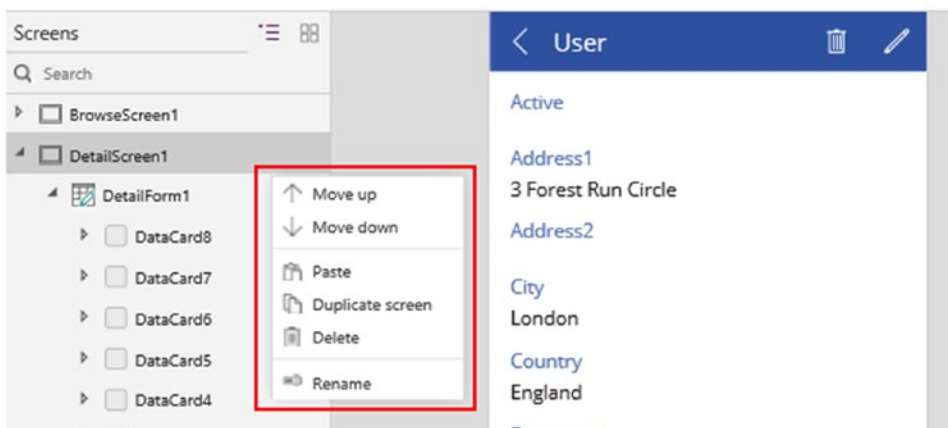 Screens
Search
BrowseScreen1
DetailScreen1
DetailForm1
DataCard8
DataCard7
DataCard6
DataCard5
DataCard4
Move up
Move down
Paste
Duplicate screen
Delete
Rename
User
Active
Address1
3 Forest Run Circle
Address2
City
London
Country
England